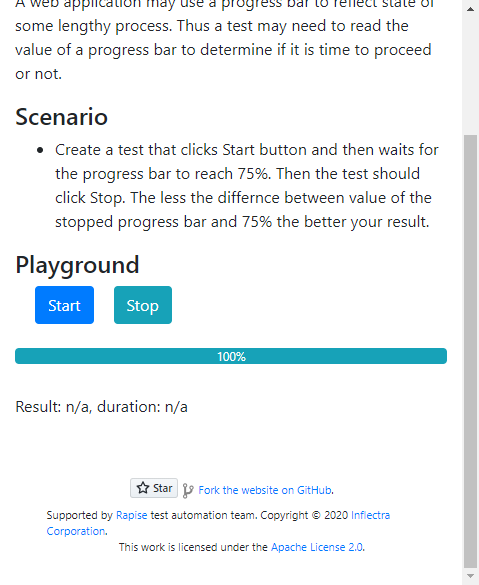 A web application may use a progress bar to reflect state of
some lengthy process. Thus a test may need to read the
value of a progress bar to determine if it is time to proceed
or not.
Scenario
Create a test that clicks Start button and then waits for
the progress bar to reach 75%. Then the test should
click Stop. The less the differnce between value of the
stopped progress bar and 75% the better your result.
Playground
Start Stop
100%
Result: n/a, duration: n/a
Star Fork the website on GitHub.
Supported by Rapise test automation team. Copyright © 2020 Inflectra
Corporation.
This work is licensed under the Apache License 2.0.